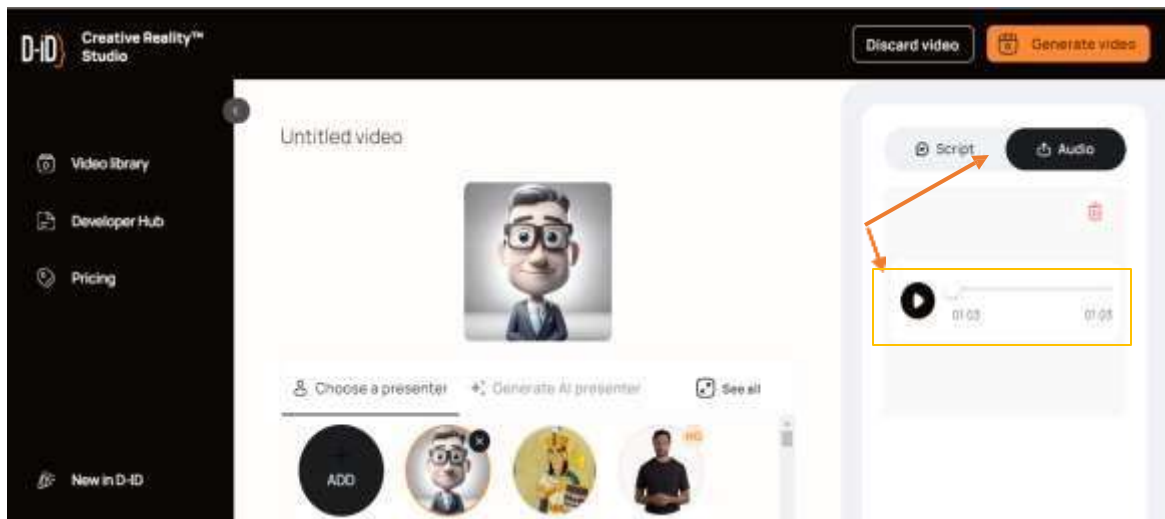 D-iD Creative Reality™
Studio
Discard video
Generate video
Untitled video
Script
Audio
Video library
Developer Hub
Pricing
01:03
01:03
Choose a presenter
Generate AI presenter
See all
ADD
HQ
New in D-ID